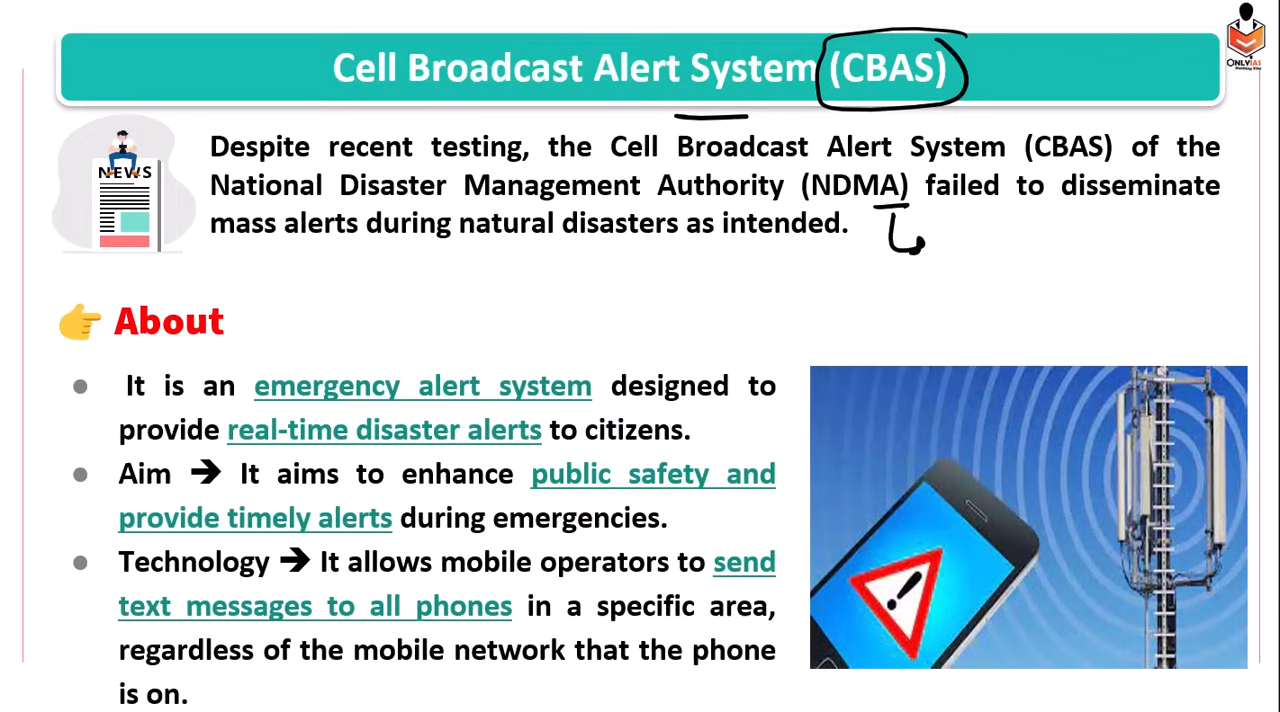 Cell Broadcast Alert System (CBAS)
ONLYIAS
NEWS
Despite recent testing, the Cell Broadcast Alert System (CBAS) of the
National Disaster Management Authority (NDMA) failed to disseminate
mass alerts during natural disasters as intended.
About
It is an emergency alert system designed to
provide real-time disaster alerts to citizens.
Aim ➔ It aims to enhance public safety and
provide timely alerts during emergencies.
Technology ➔ It allows mobile operators to send
text messages to all phones in a specific area,
regardless of the mobile network that the phone
is on.